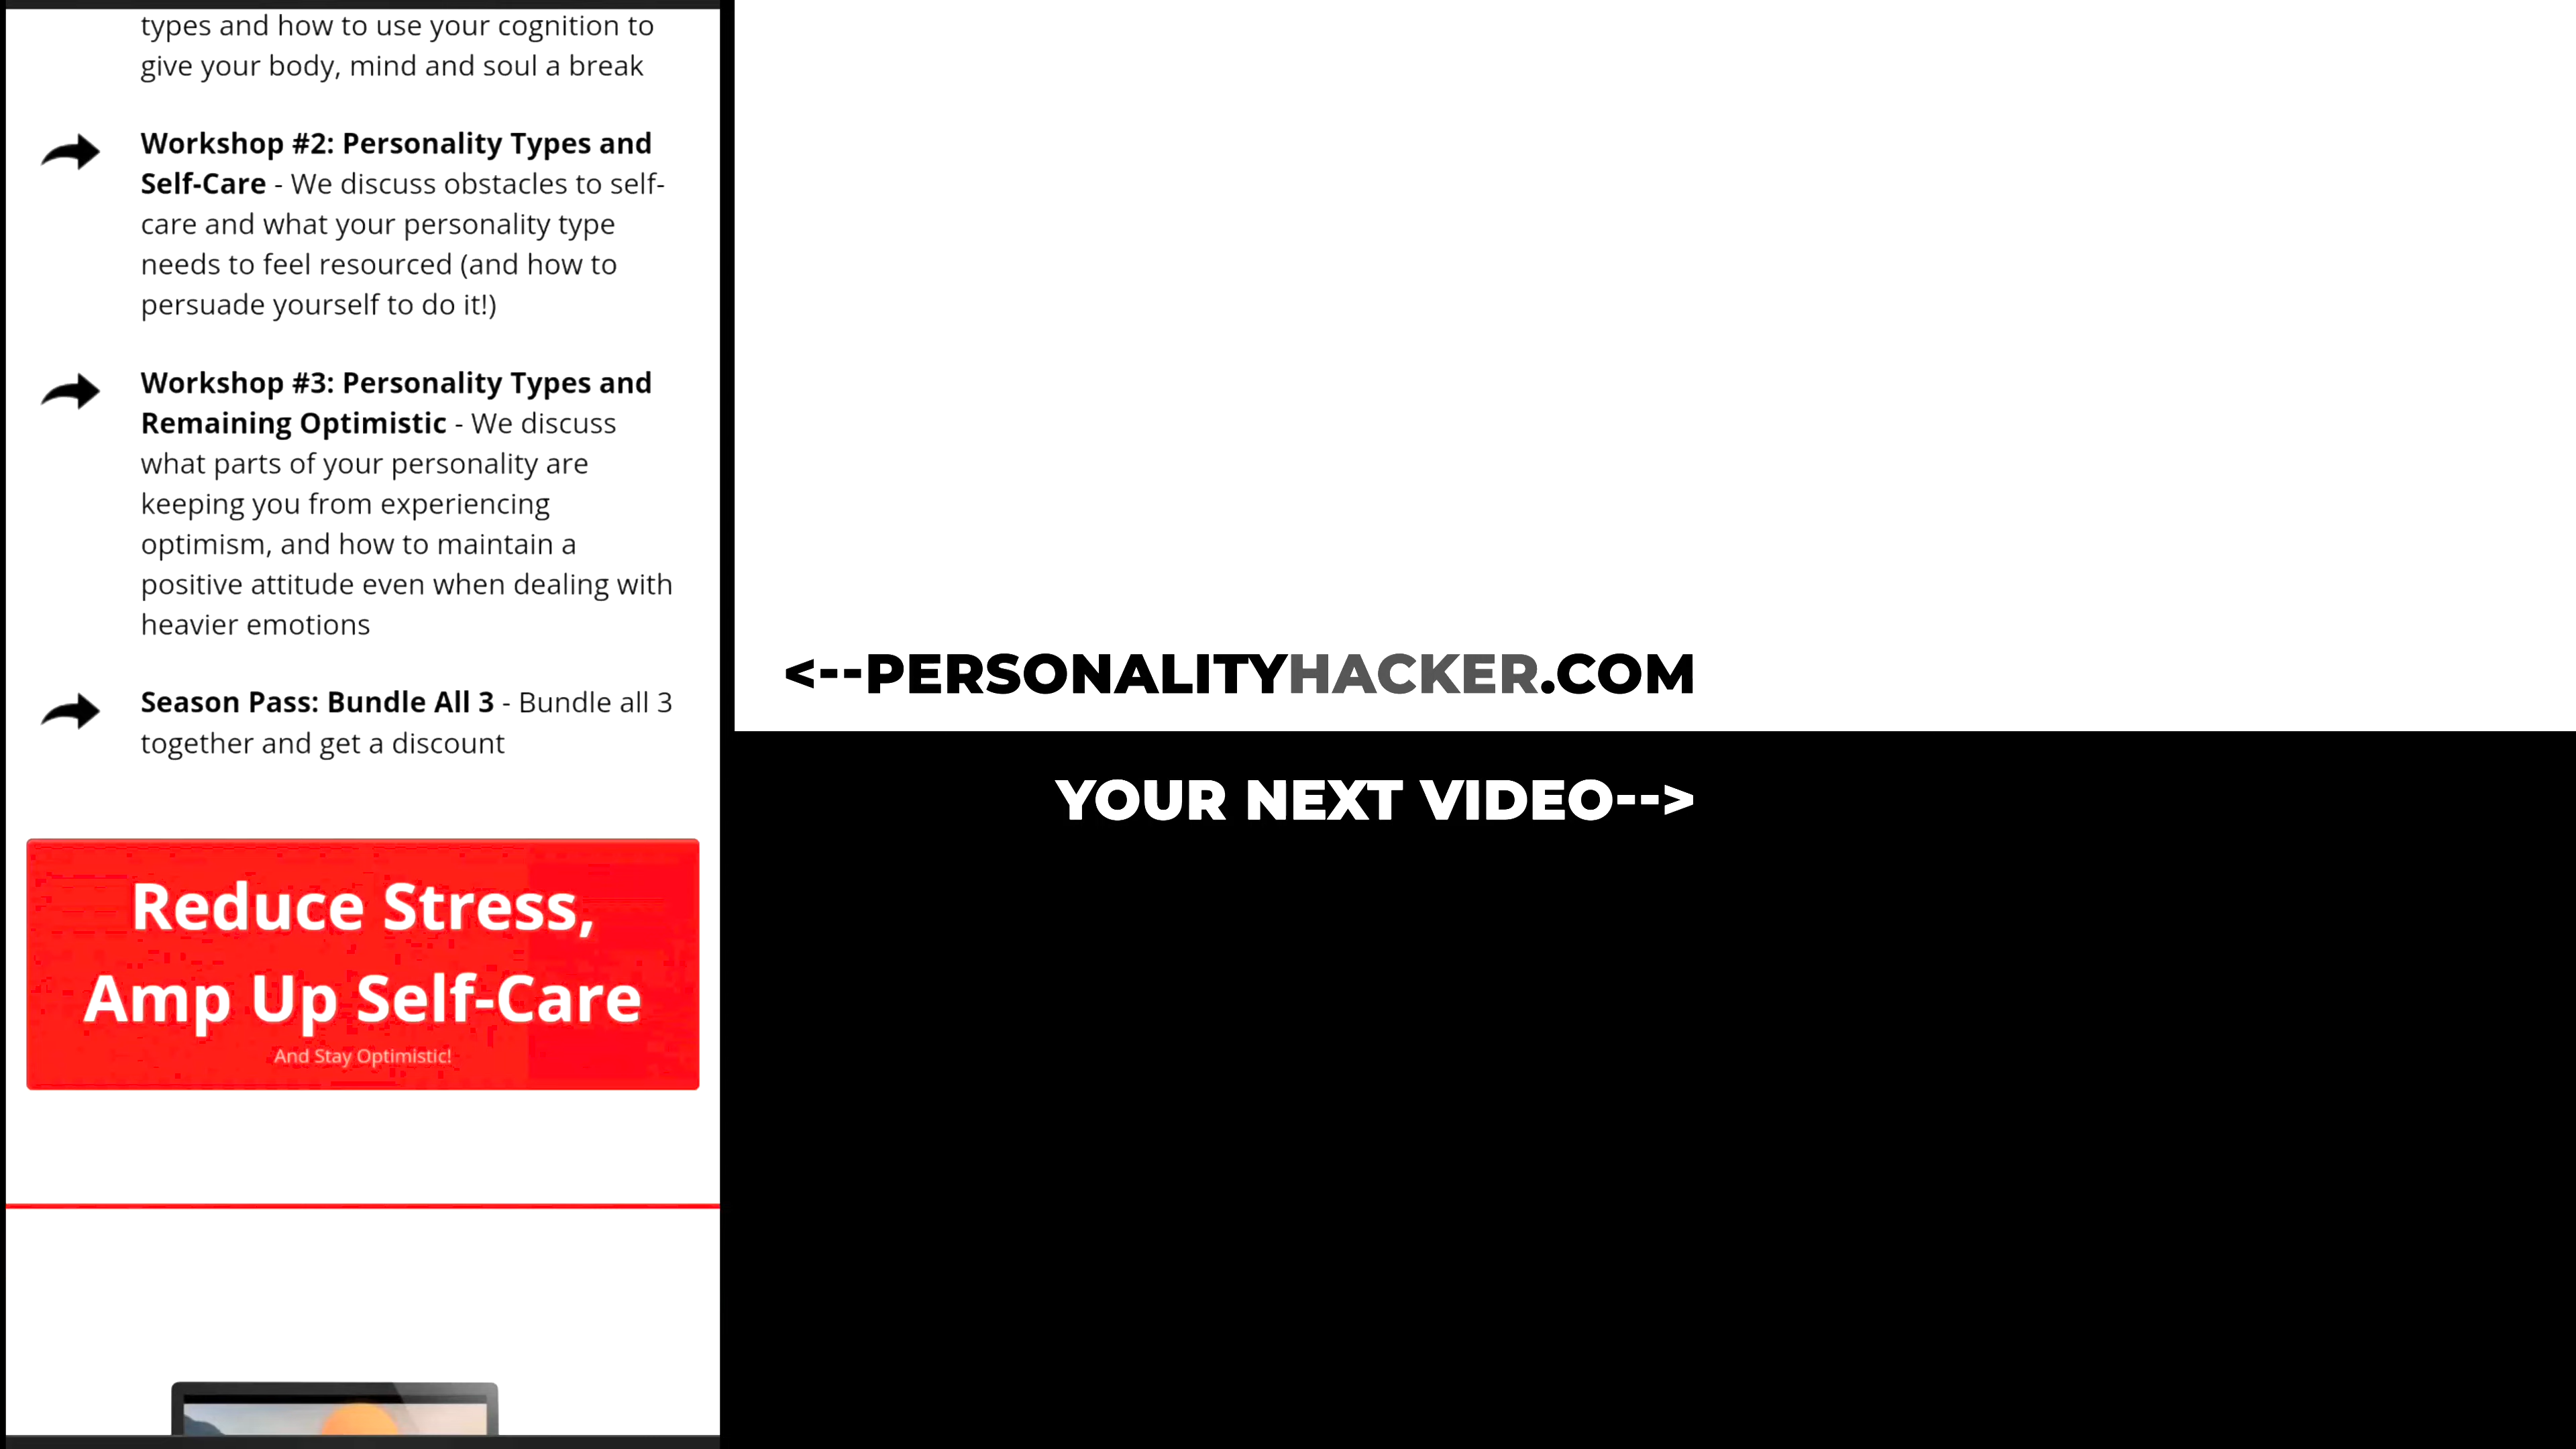 types and how to use your cognition to
give your body, mind and soul a break
Workshop #2: Personality Types and
Self-Care - We discuss obstacles to self-
care and what your personality type
needs to feel resourced (and how to
persuade yourself to do it!)
Workshop #3: Personality Types and
Remaining Optimistic - We discuss
what parts of your personality are
keeping you from experiencing
optimism, and how to maintain a
positive attitude even when dealing with
heavier emotions
Season Pass: Bundle All 3 - Bundle all 3
together and get a discount
Reduce Stress,
Amp Up Self-Care
And Stay Optimistic!
<--PERSONALITYHACKER.COM
YOUR NEXT VIDEO-->